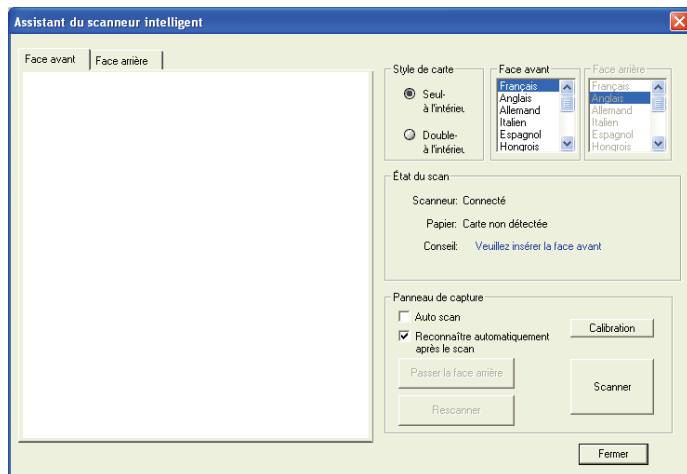 Assistant du scanneur intelligent
Face avant
Face arrière
Style de carte
Seul-
à l'intérieu
Double-
à l'intérieu
Face avant
Français
Anglais
Allemand
Italien
Espagnol
Hongrois
Face arrière
Français
Anglais
Allemand
Italien
Espagnol
Hongrois
État du scan
Scanneur: Connecté
Papier: Carte non détectée
Conseil: Veuillez insérer la face avant
Panneau de capture
Auto scan
Reconnaître automatiquement
après le scan
Calibration
Passer la face arrière
Scanner
Rescanner
Fermer